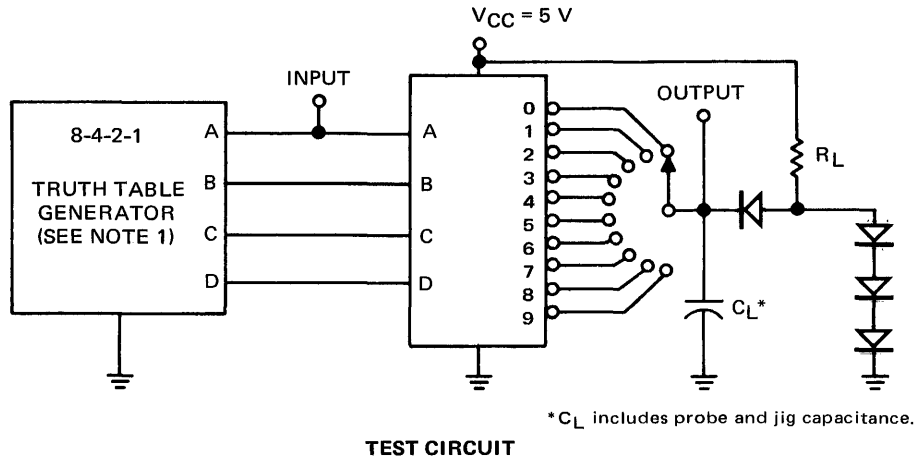 VCC = 5 V
INPUT
OUTPUT
8-4-2-1
TRUTH TABLE
GENERATOR
(SEE NOTE 1)
A
B
C
D
A
B
C
D
0
1
2
3
4
5
6
7
8
9
RL
CL*
*CL includes probe and jig capacitance.
TEST CIRCUIT